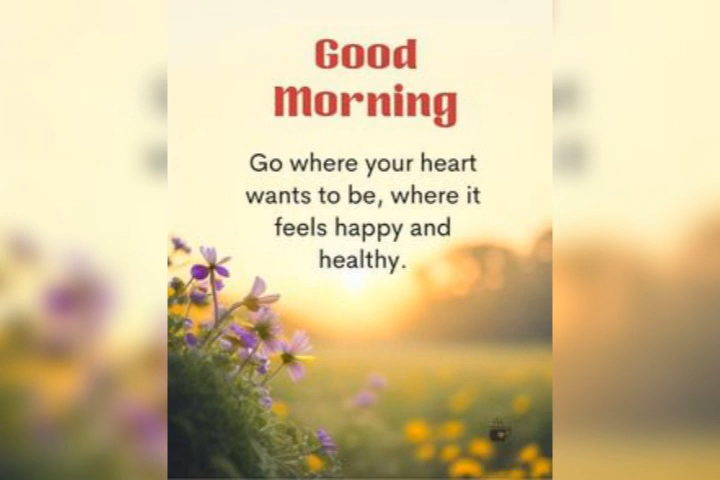 Good
Morning
Go where your heart
wants to be, where it
feels happy and
healthy.